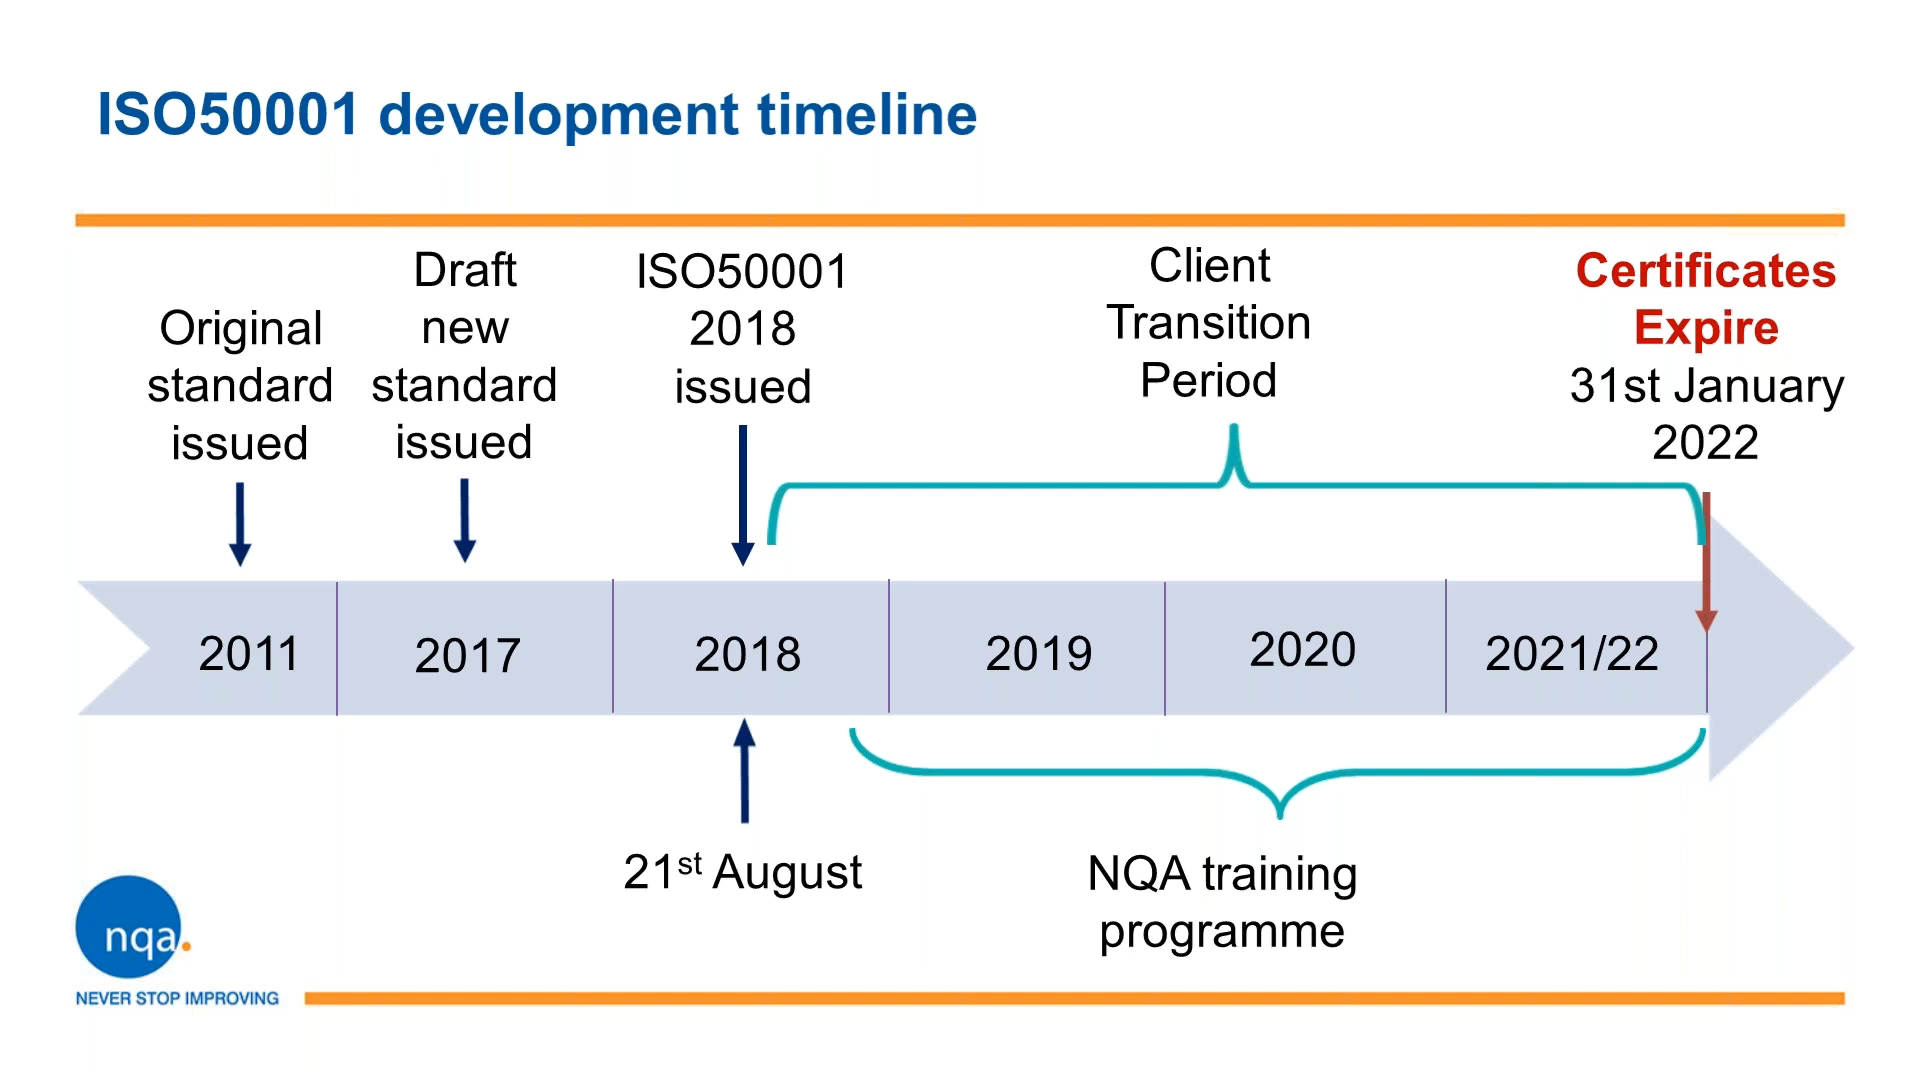 ISO50001 development timeline
Original
standard
issued
Draft
new
standard
issued
ISO50001
2018
issued
Client
Transition
Period
Certificates
Expire
31st January
2022
2011
2017
2018
2019
2020
2021/22
21st August
NQA training
programme
nqa.
NEVER STOP IMPROVING